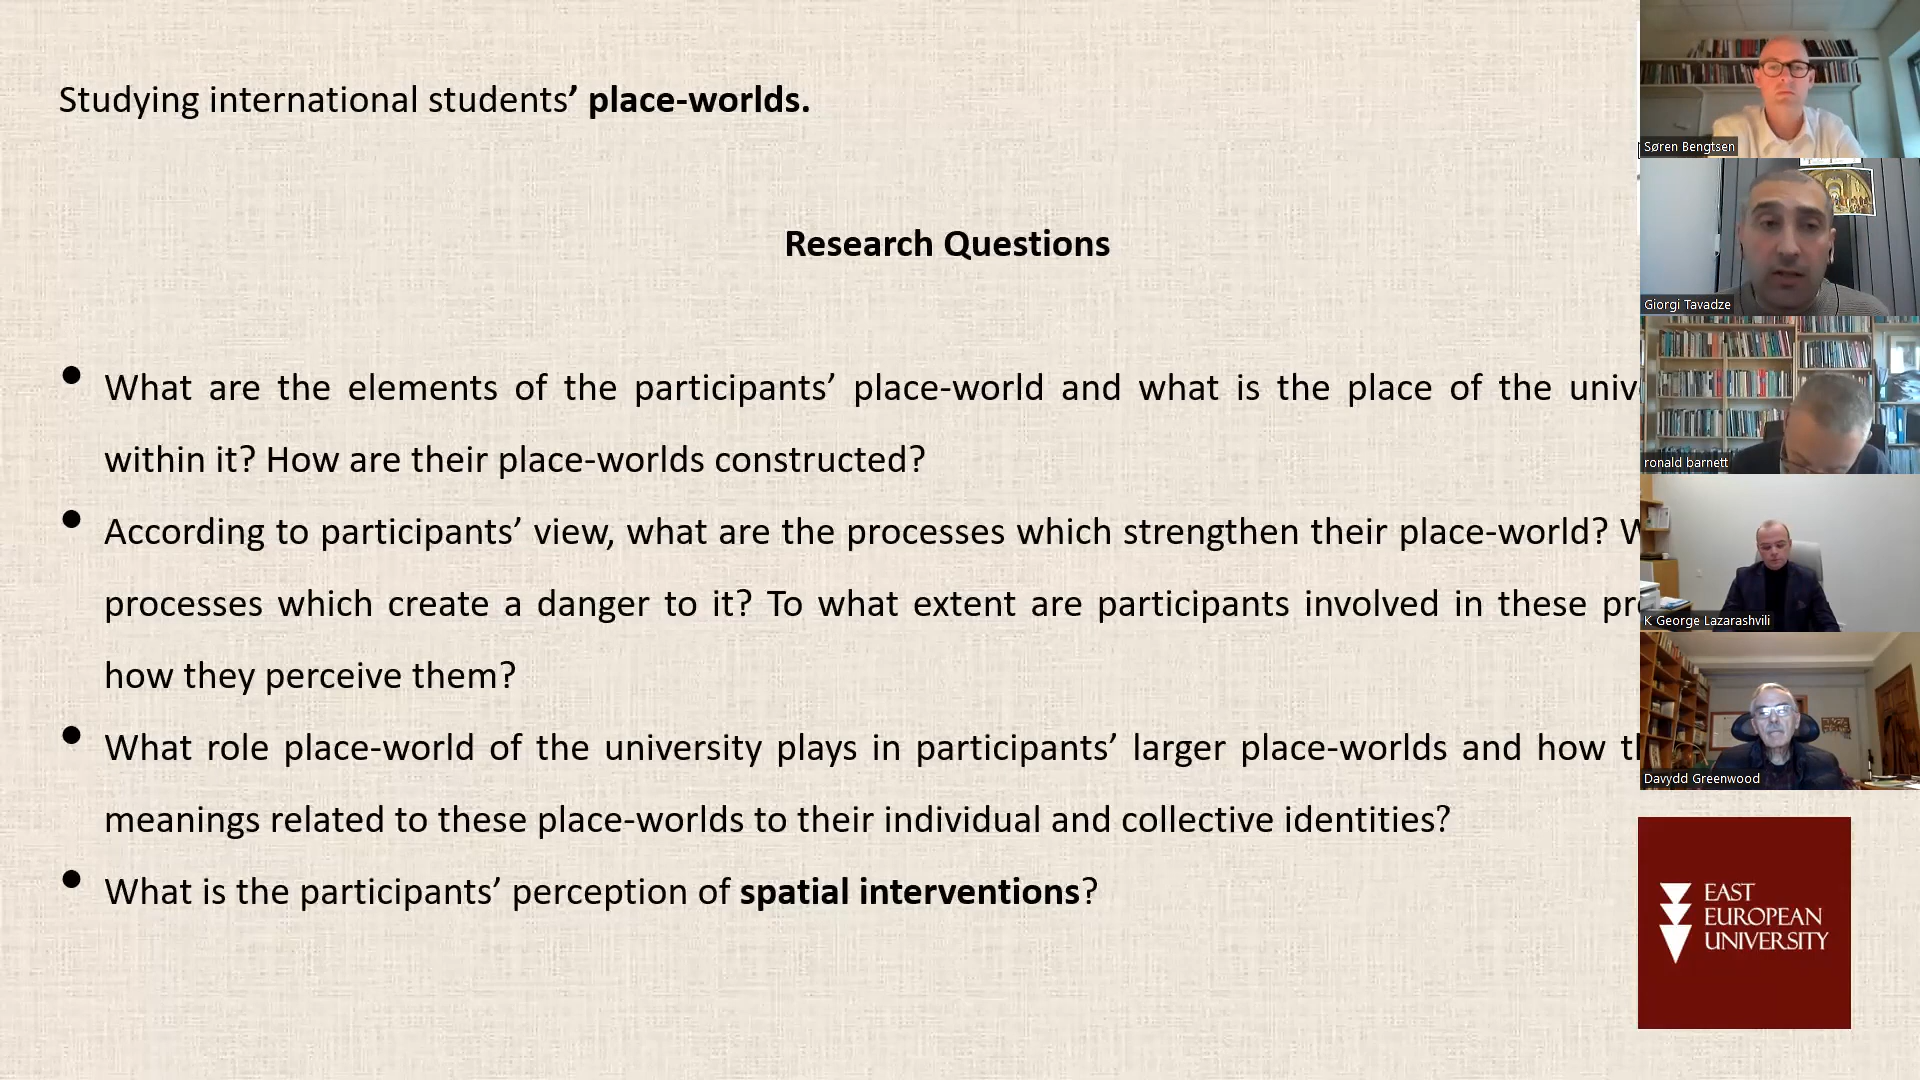 Studying international students’ place-worlds.
Research Questions
• What are the elements of the participants’ place-world and what is the place of the
within it? How are their place-worlds constructed?
• According to participants’ view, what are the processes which strengthen their place-world?
processes which create a danger to it? To what extent are participants involved in these
how they perceive them?
• What role place-world of the university plays in participants’ larger place-worlds and how
meanings related to these place-worlds to their individual and collective identities?
• What is the participants’ perception of spatial interventions?
Søren Bengtsen
Giorgi Tavadze
ronald barnett
K George Lazarashvili
Davydd Greenwood
EAST
EUROPEAN
UNIVERSITY